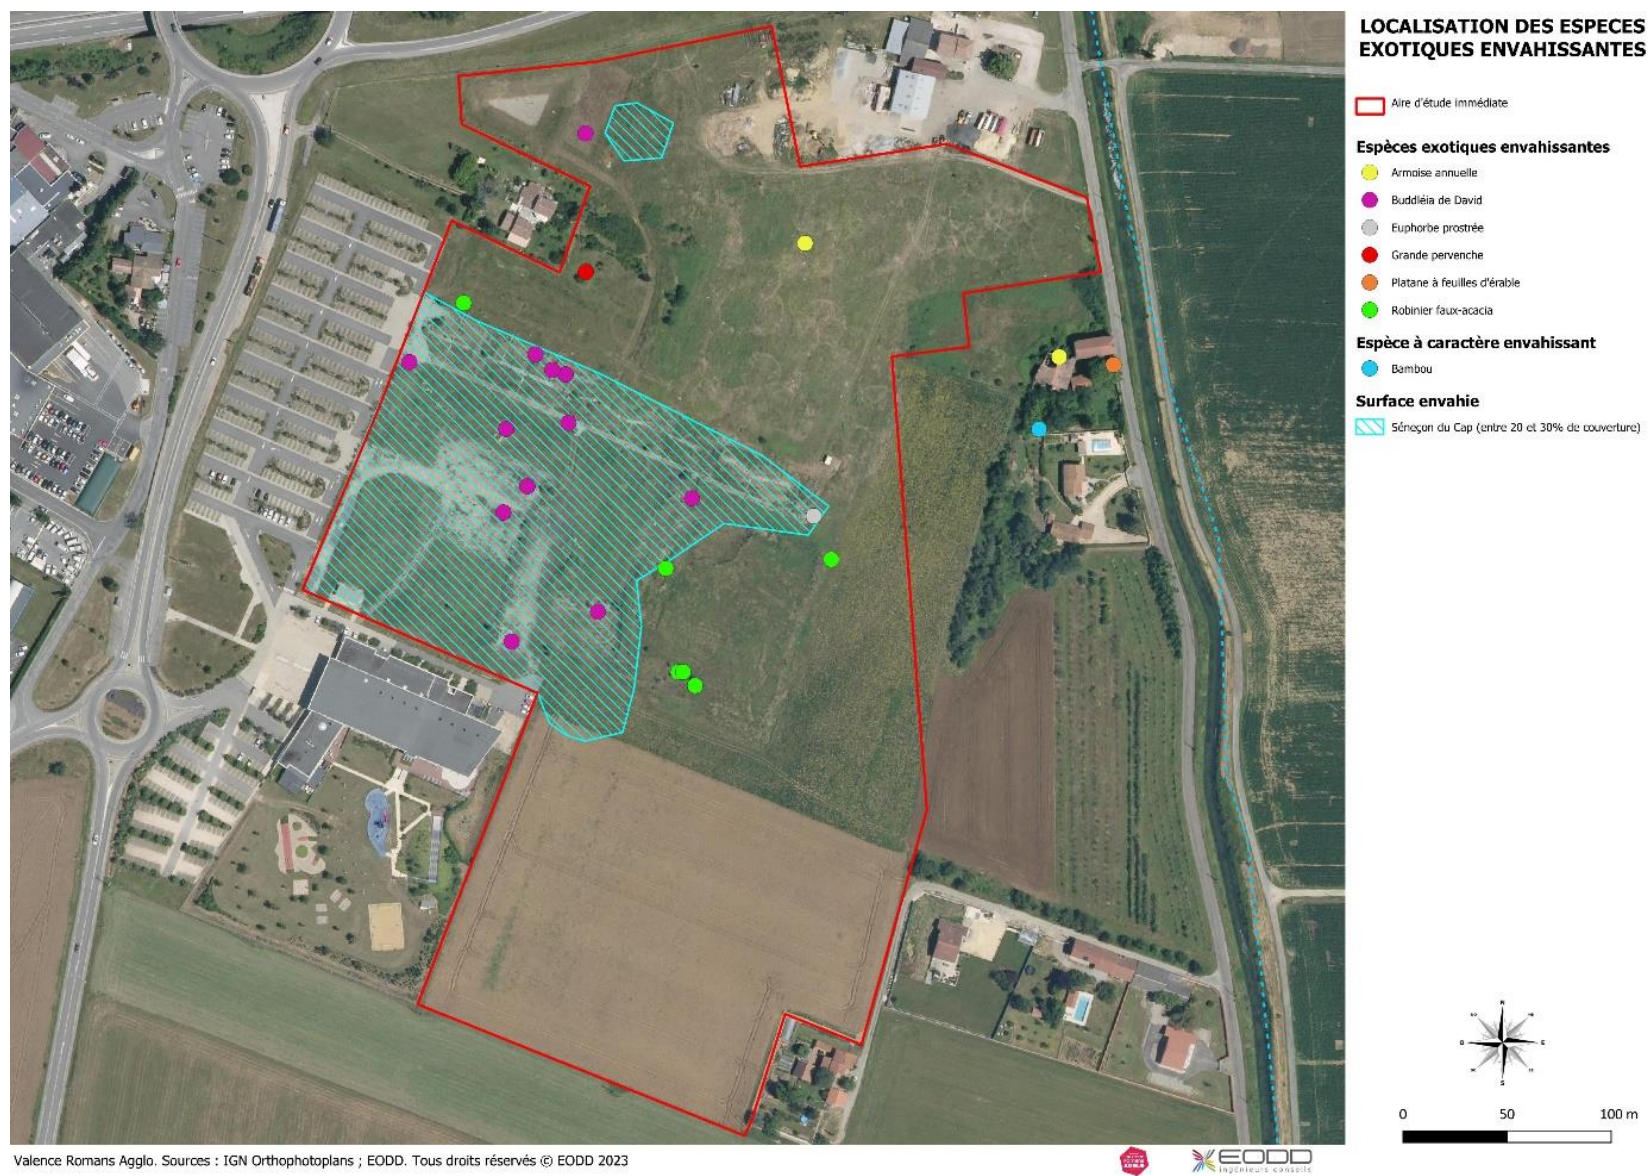 LOCALISATION DES ESPECES
EXOTIQUES ENVAHISSANTES
Aire d'étude immédiate
Espèces exotiques envahissantes
Armoise annuelle
Buddléia de David
Euphorbe prostrée
Grande pervenche
Platane à feuilles d'érable
Robinier faux-acacia
Espèce à caractère envahissant
Bambou
Surface envahie
Séneçon du Cap (entre 20 et 30% de couverture)
N
E
S
O
0 50 100 m
Valence Romans Agglo. Sources : IGN Orthophotoplans ; EODD. Tous droits réservés © EODD 2023
EODD
ingénieurs conseils